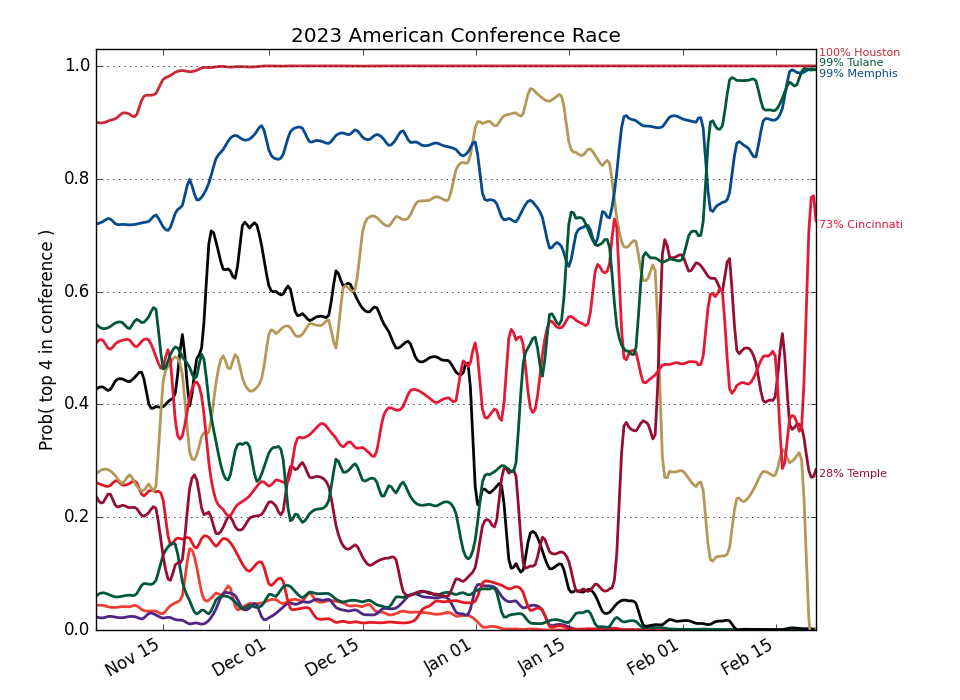 2023 American Conference Race
Prob( top 4 in conference )
1.0
0.8
0.6
0.4
0.2
0.0
100% Houston
99% Tulane
99% Memphis
73% Cincinnati
28% Temple
Nov 15
Dec 01
Dec 15
Jan 01
Jan 15
Feb 01
Feb 15